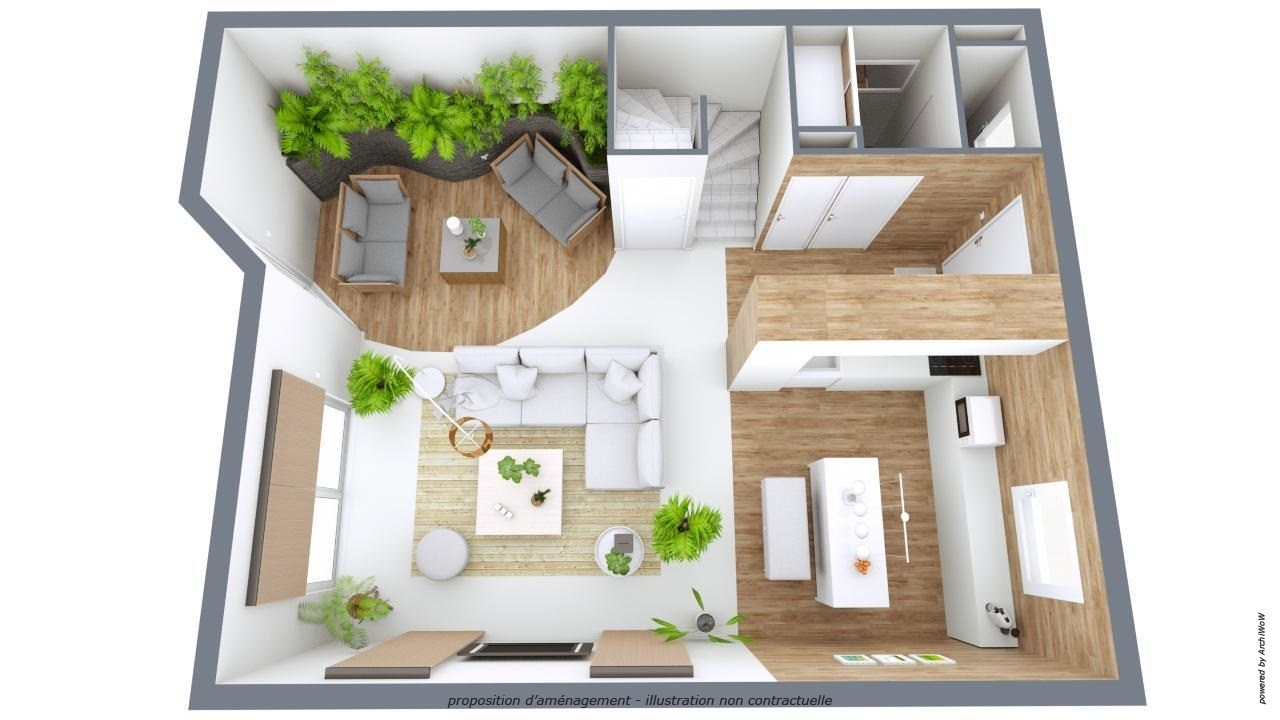 proposition d'aménagement - illustration non contractuelle
powered by ArchiWoW